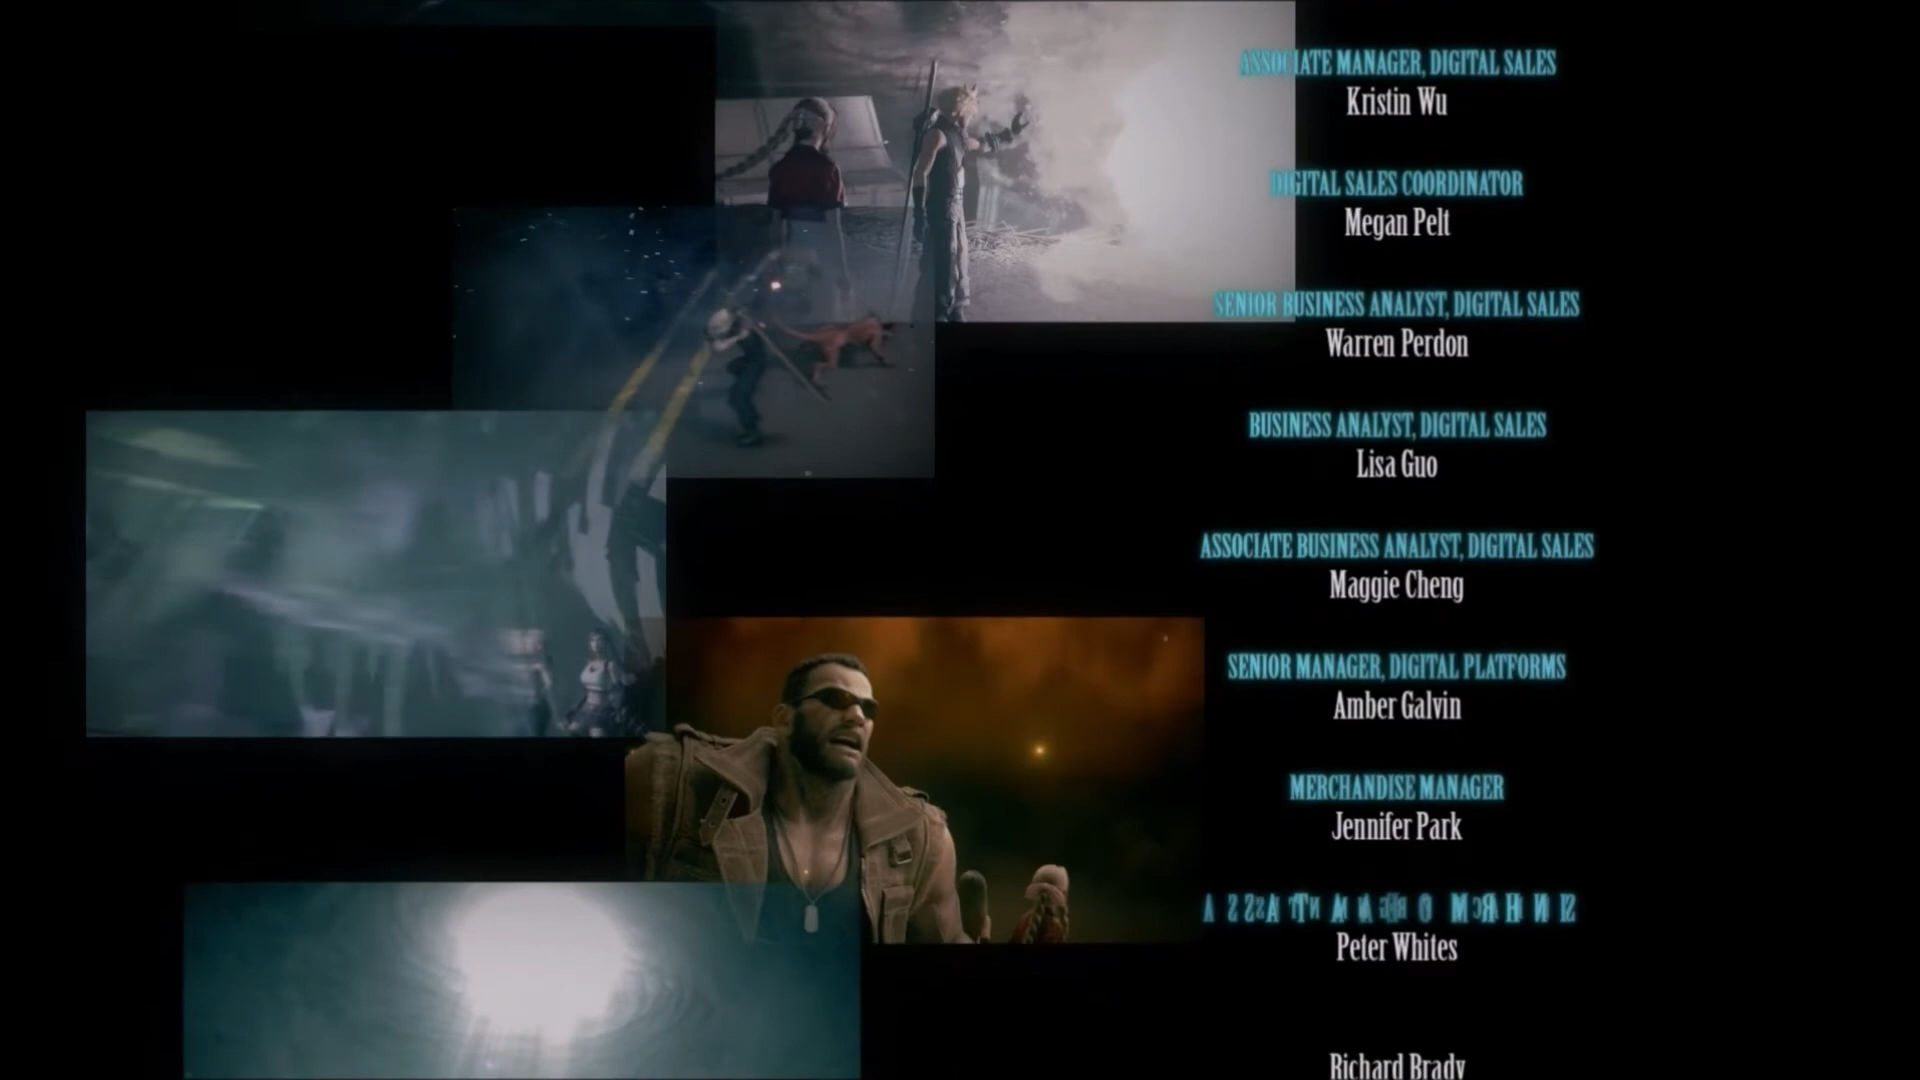 ASSOCIATE MANAGER, DIGITAL SALES
Kristin Wu
DIGITAL SALES COORDINATOR
Megan Pelt
SENIOR BUSINESS ANALYST, DIGITAL SALES
Warren Perdon
BUSINESS ANALYST, DIGITAL SALES
Lisa Guo
ASSOCIATE BUSINESS ANALYST, DIGITAL SALES
Maggie Cheng
SENIOR MANAGER, DIGITAL PLATFORMS
Amber Galvin
MERCHANDISE MANAGER
Jennifer Park
Peter Whites
Richard Brady